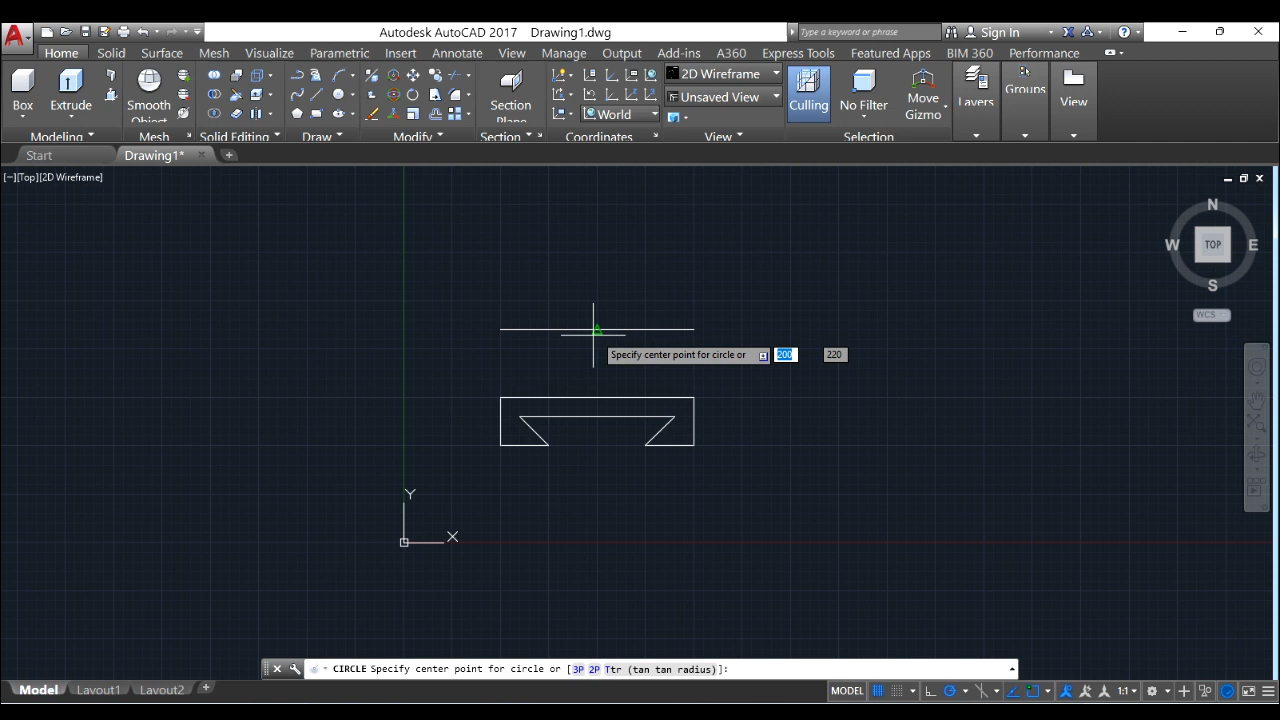 A
Autodesk AutoCAD 2017 Drawing1.dwg
Type a keyword or phrase
Sign In
Home Solid Surface Mesh Visualize Parametric Insert Annotate View Manage Output Add-ins A360 Express Tools Featured Apps BIM 360 Performance
2D Wireframe
Unsaved View
World
Box Extrude Smooth Object Section Plane Culling No Filter Move Gizmo Layers Groups View
Modeling Mesh Solid Editing Draw Modify Section Coordinates View Selection
Start Drawing1*
[−][Top][2D Wireframe]
N
W TOP E
S
WCS
Specify center point for circle or 200 220
Y
X
CIRCLE Specify center point for circle or [3P 2P Ttr (tan tan radius)]:
Model Layout1 Layout2 + MODEL 1:1